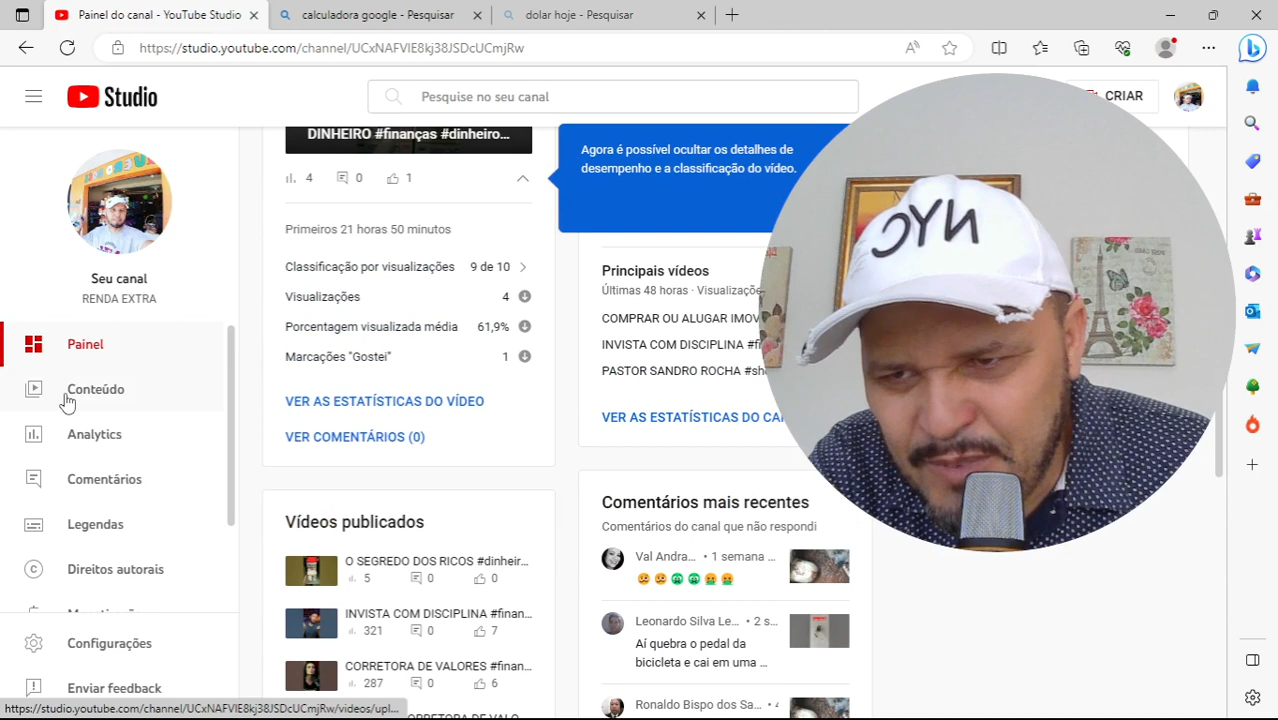 Painel do canal - YouTube Studio
calculadora google - Pesquisar
dolar hoje - Pesquisar
https://studio.youtube.com/channel/UCxNAFVIE8kj38JSDcUCmjRw
Studio
Pesquise no seu canal
CRIAR
Seu canal
RENDA EXTRA
Painel
Conteúdo
Analytics
Comentários
Legendas
Direitos autorais
Configurações
Enviar feedback
DINHEIRO #finanças #dinheiro...
4 0 1
Primeiros 21 horas 50 minutos
Classificação por visualizações 9 de 10
Visualizações 4
Porcentagem visualizada média 61,9%
Marcações "Gostei" 1
VER AS ESTATÍSTICAS DO VÍDEO
VER COMENTÁRIOS (0)
Vídeos publicados
O SEGREDO DOS RICOS #dinheir...
5 0 0
INVISTA COM DISCIPLINA #finan...
321 0 7
CORRETORA DE VALORES #finan...
287 0 6
Agora é possível ocultar os detalhes de
desempenho e a classificação do vídeo.
Principais vídeos
Últimas 48 horas · Visualizaçõe
COMPRAR OU ALUGAR IMOV
INVISTA COM DISCIPLINA #fi
PASTOR SANDRO ROCHA #sh
VER AS ESTATÍSTICAS DO CA
Comentários mais recentes
Comentários do canal que não respondi
Val Andra... • 1 semana ...
Leonardo Silva Le... • 2 s...
Aí quebra o pedal da
bicicleta e cai em uma ...
Ronaldo Bispo dos Sa...
NYC
https://studio.youtube.com/channel/UCxNAFVIE8kj38JSDcUCmjRw/videos/upl...